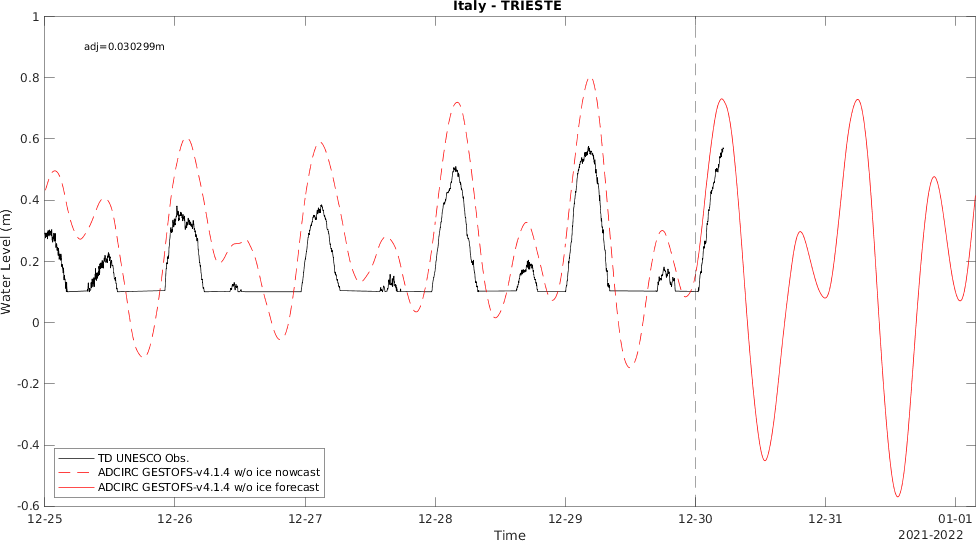 Italy - TRIESTE
adj=0.030299m
1
0.8
0.6
0.4
0.2
0
-0.2
-0.4
-0.6
Water Level (m)
TD UNESCO Obs.
ADCIRC GESTOFS-v4.1.4 w/o ice nowcast
ADCIRC GESTOFS-v4.1.4 w/o ice forecast
12-25 12-26 12-27 12-28 12-29 12-30 12-31 01-01
Time
2021-2022